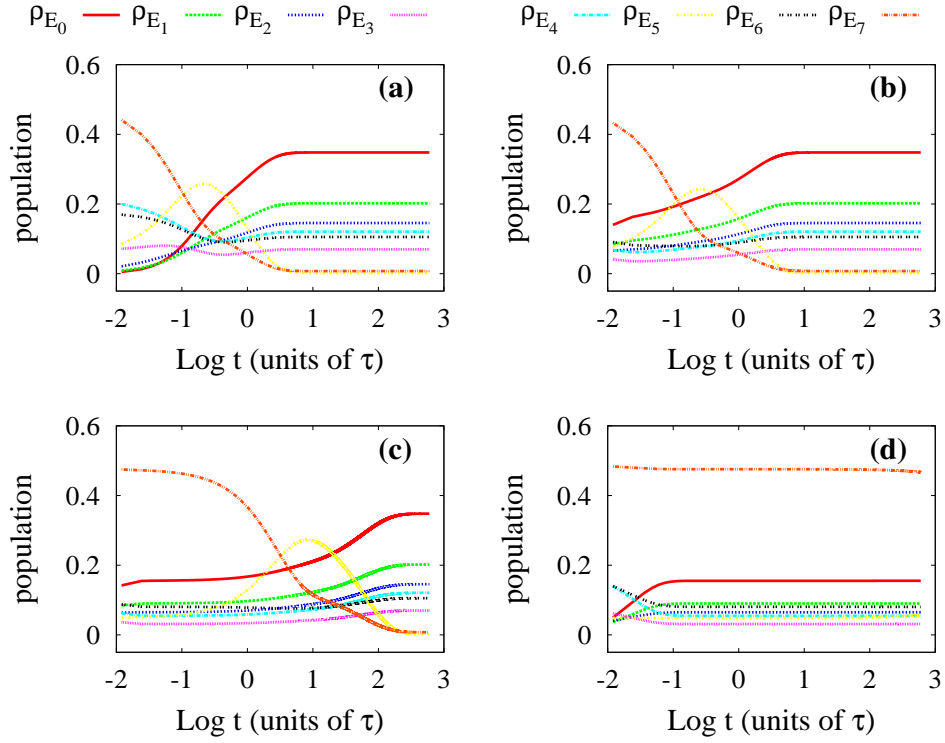 ρE0 ρE1 ρE2 ρE3 ρE4 ρE5 ρE6 ρE7
(a)
population
0.6
0.4
0.2
0
-2 -1 0 1 2 3
Log t (units of τ)
(b)
population
0.6
0.4
0.2
0
-2 -1 0 1 2 3
Log t (units of τ)
(c)
population
0.6
0.4
0.2
0
-2 -1 0 1 2 3
Log t (units of τ)
(d)
population
0.6
0.4
0.2
0
-2 -1 0 1 2 3
Log t (units of τ)